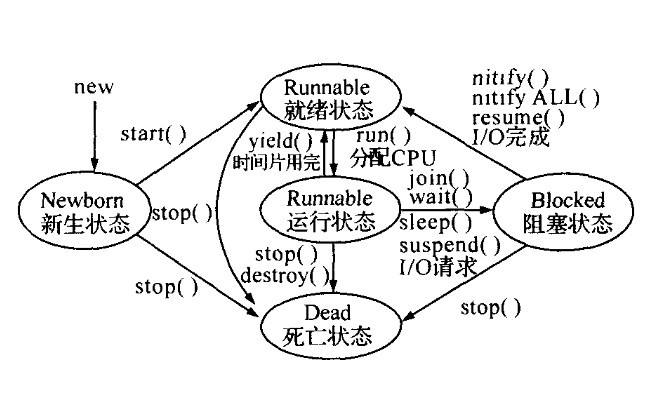 new
start( )
Runnable
就绪状态
nitify( )
nitify ALL( )
resume( )
I/O完成
yield( )
时间片用完
run( )
分配CPU
Newborn
新生状态
stop( )
Runnable
运行状态
join( )
wait( )
sleep( )
suspend( )
I/O请求
Blocked
阻塞状态
stop( )
stop( )
destroy( )
Dead
死亡状态
stop( )